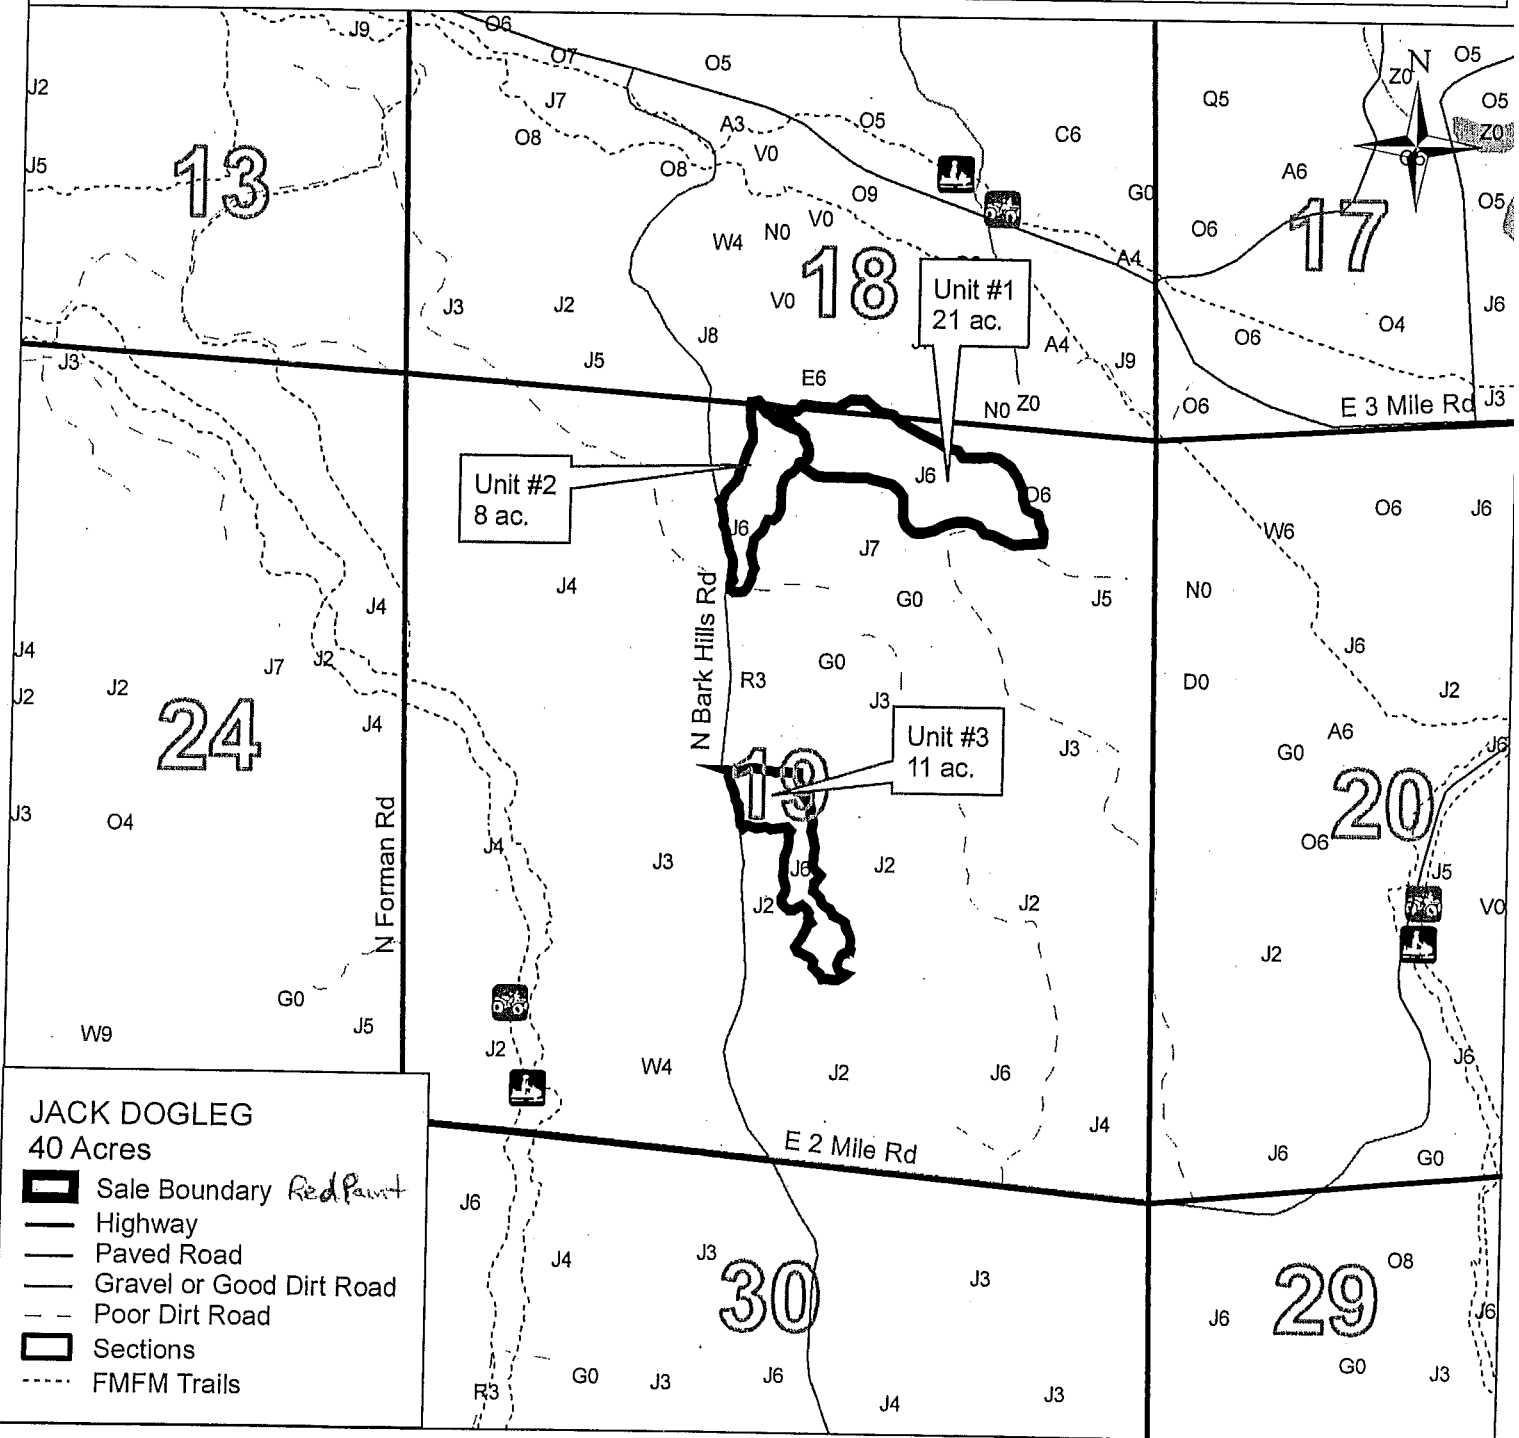 J9
O6
O7
O5
Z0
N
O5
J2
J7
Q5
O5
Z0
A3
O5
C6
O8
V0
J5
13
O8
A6
O9
G0
O5
V0
17
W4
N0
O6
18
A4
Unit #1
21 ac.
J3
J2
V0
J6
J8
O6
O4
A4
J9
J3
J5
E6
N0
Z0
O6
E 3 Mile Rd
J3
J6
Unit #2
8 ac.
O6
O6
J6
J6
W6
J7
J4
G0
J5
N0
J4
N Bark Hills Rd
J4
J7
J2
G0
J6
R3
D0
J2
J2
J2
24
J4
J3
Unit #3
11 ac.
J3
A6
G0
J6
19
20
J3
O4
N Forman Rd
J4
J3
J6
J2
O6
J5
J2
J2
V0
J2
G0
J5
W9
J2
W4
J2
J6
J6
J4
E 2 Mile Rd
J6
G0
JACK DOGLEG
40 Acres
Sale Boundary Red Paint
Highway
Paved Road
Gravel or Good Dirt Road
Poor Dirt Road
Sections
FMFM Trails
J6
J4
J3
30
J3
29
O8
J6
J6
R3
G0
J3
J6
J4
J3
G0
J3